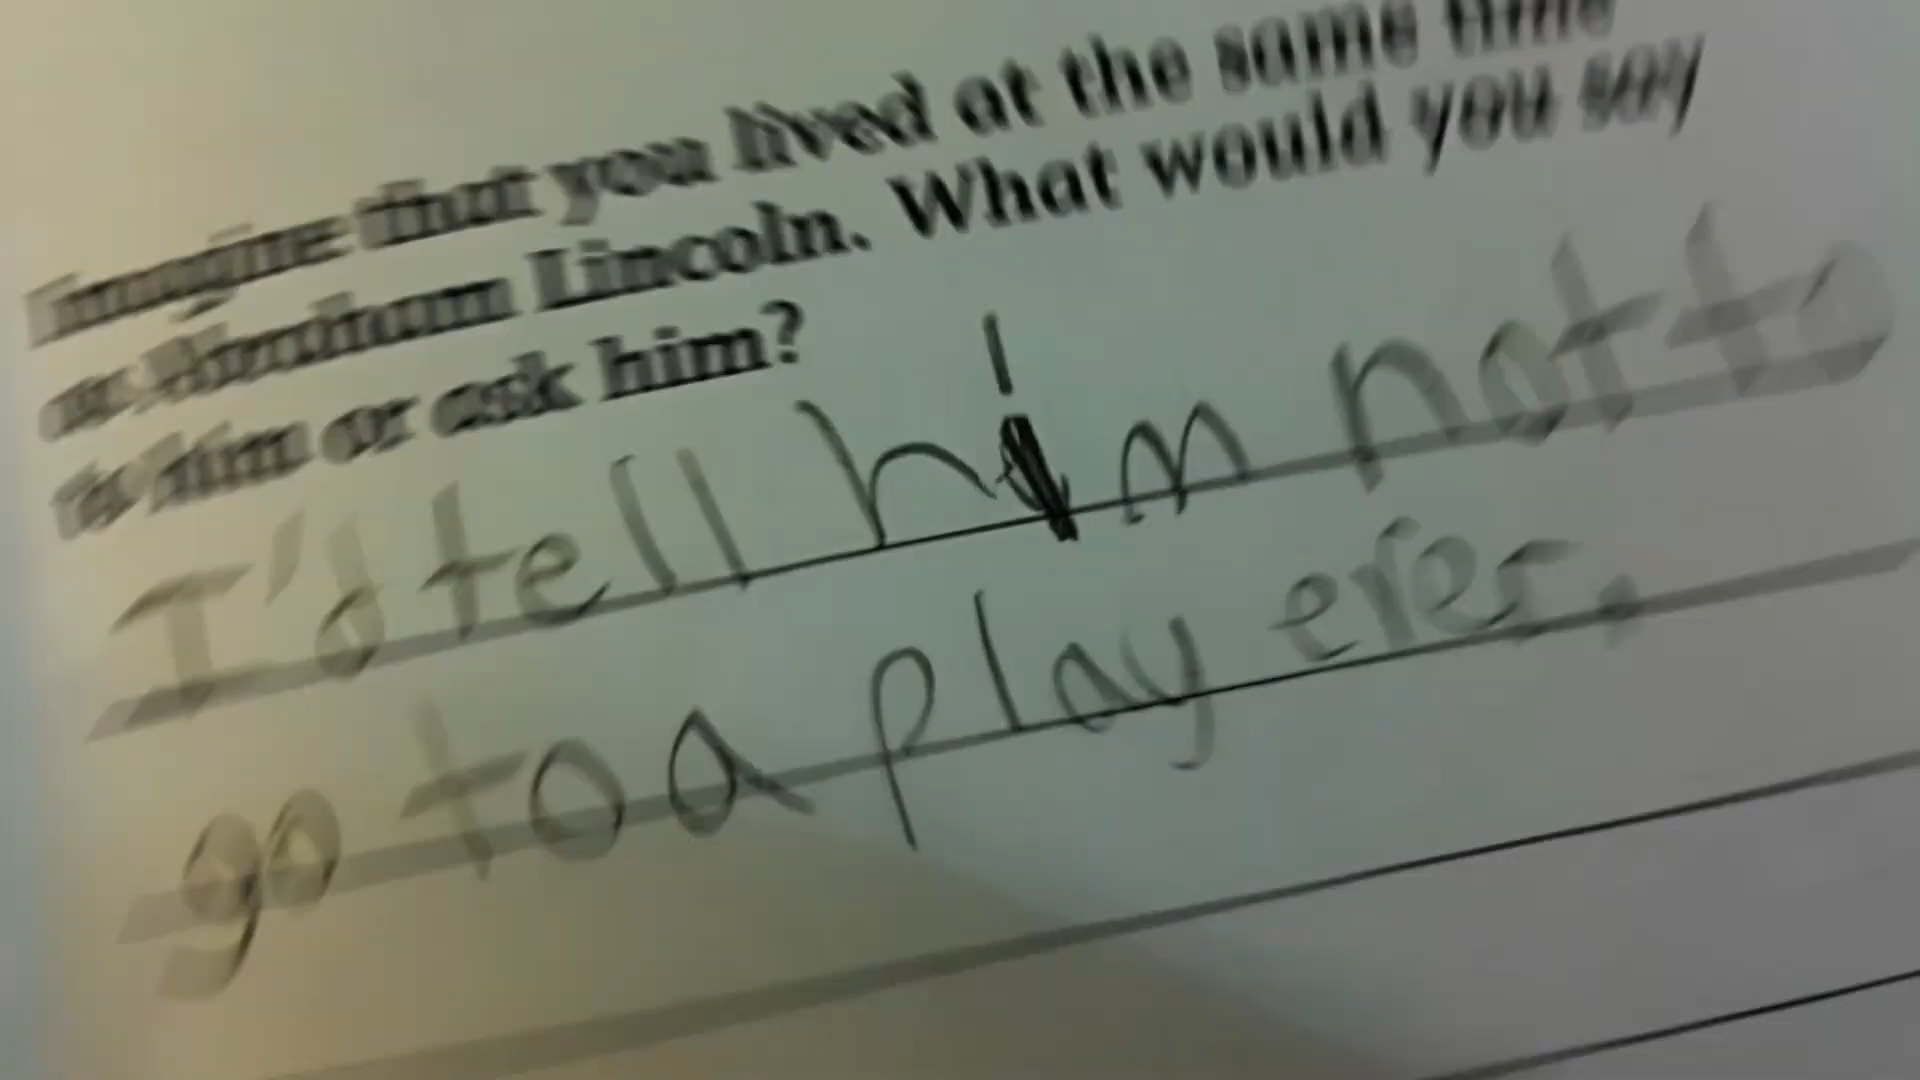 Imagine that you lived at the same time
as Abraham Lincoln. What would you say
to him or ask him?
I'd tell him not to
go to a play ever.